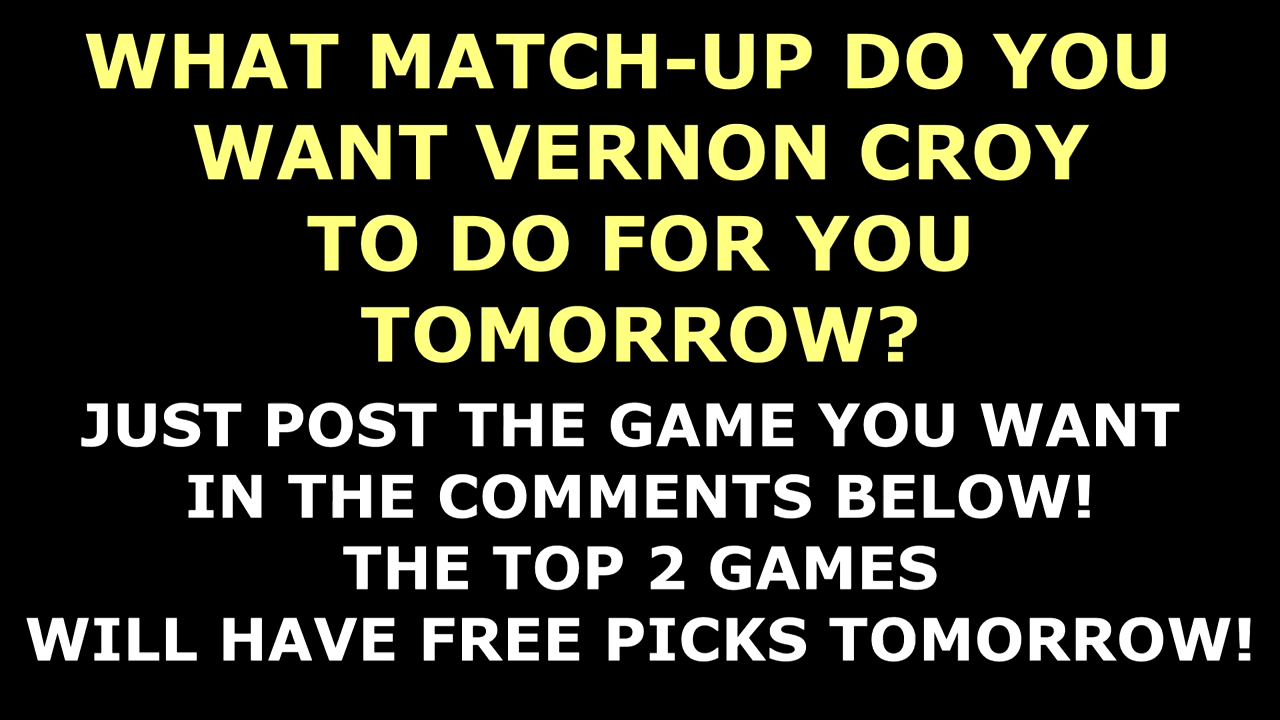 WHAT MATCH-UP DO YOU
WANT VERNON CROY
TO DO FOR YOU
TOMORROW?
JUST POST THE GAME YOU WANT
IN THE COMMENTS BELOW!
THE TOP 2 GAMES
WILL HAVE FREE PICKS TOMORROW!